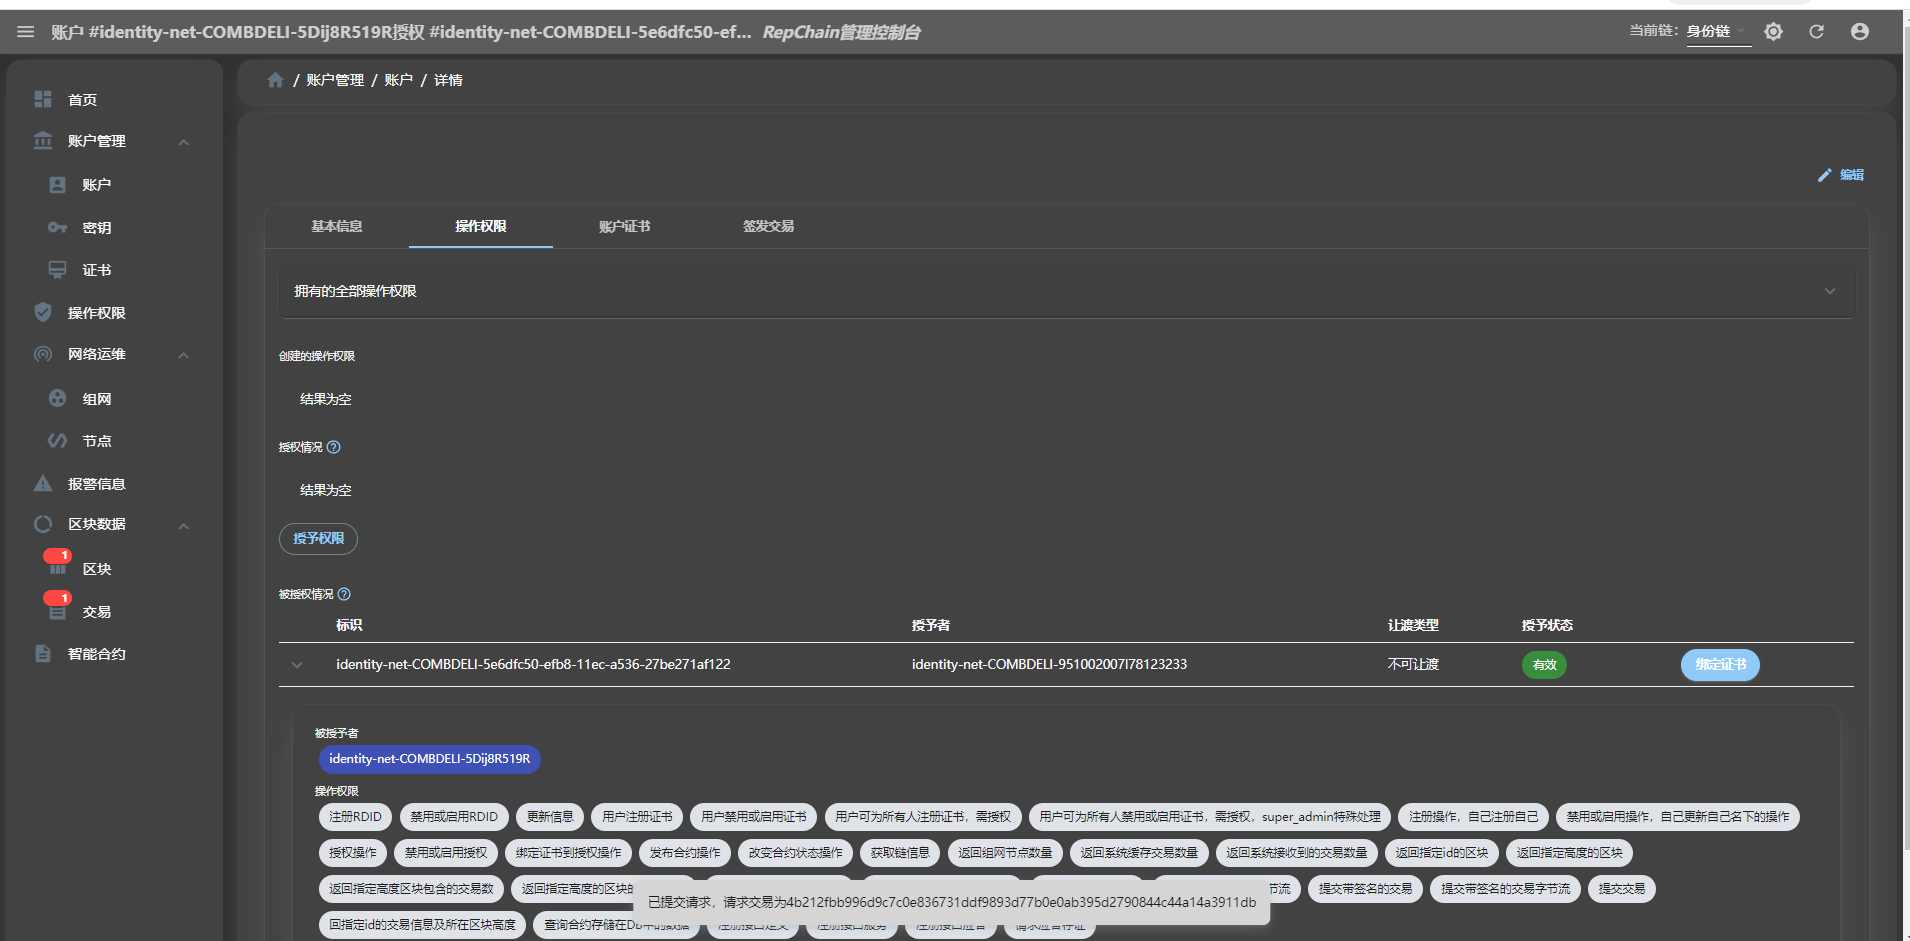 账户 #identity-net-COMBDELI-5Dij8R519R授权 #identity-net-COMBDELI-5e6dfc50-ef... RepChain管理控制台
当前链: 身份链
首页
账户管理
账户
密钥
证书
操作权限
网络运维
组网
节点
报警信息
区块数据
1
区块
1
交易
智能合约
/ 账户管理 / 账户 / 详情
编辑
基本信息 操作权限 账户证书 签发交易
拥有的全部操作权限
创建的操作权限
结果为空
授权情况
结果为空
授予权限
被授权情况
标识 授予者 让渡类型 授予状态
identity-net-COMBDELI-5e6dfc50-efb8-11ec-a536-27be271af122 identity-net-COMBDELI-951002007l78123233 不可让渡 有效 绑定证书
被授予者
identity-net-COMBDELI-5Dij8R519R
操作权限
注册RDID 禁用或启用RDID 更新信息 用户注册证书 用户禁用或启用证书 用户可为所有人注册证书，需授权 用户可为所有人禁用或启用证书，需授权，super_admin特殊处理 注册操作，自己注册自己 禁用或启用操作，自己更新自己名下的操作
授权操作 禁用或启用授权 绑定证书到授权操作 发布合约操作 改变合约状态操作 获取链信息 返回组网节点数量 返回系统缓存交易数量 返回系统接收到的交易数量 返回指定id的区块 返回指定高度的区块
返回指定高度区块包含的交易数 返回指定高度的区块的 节流 提交带签名的交易 提交带签名的交易字节流 提交交易
已提交请求，请求交易为4b212fbb996d9c7c0e836731ddf9893d77b0e0ab395d2790844c44a14a3911db
回指定id的交易信息及所在区块高度 查询合约存储在DB中的数据 注册接口定义 注册接口服务 注册接口应答 请求应答存证